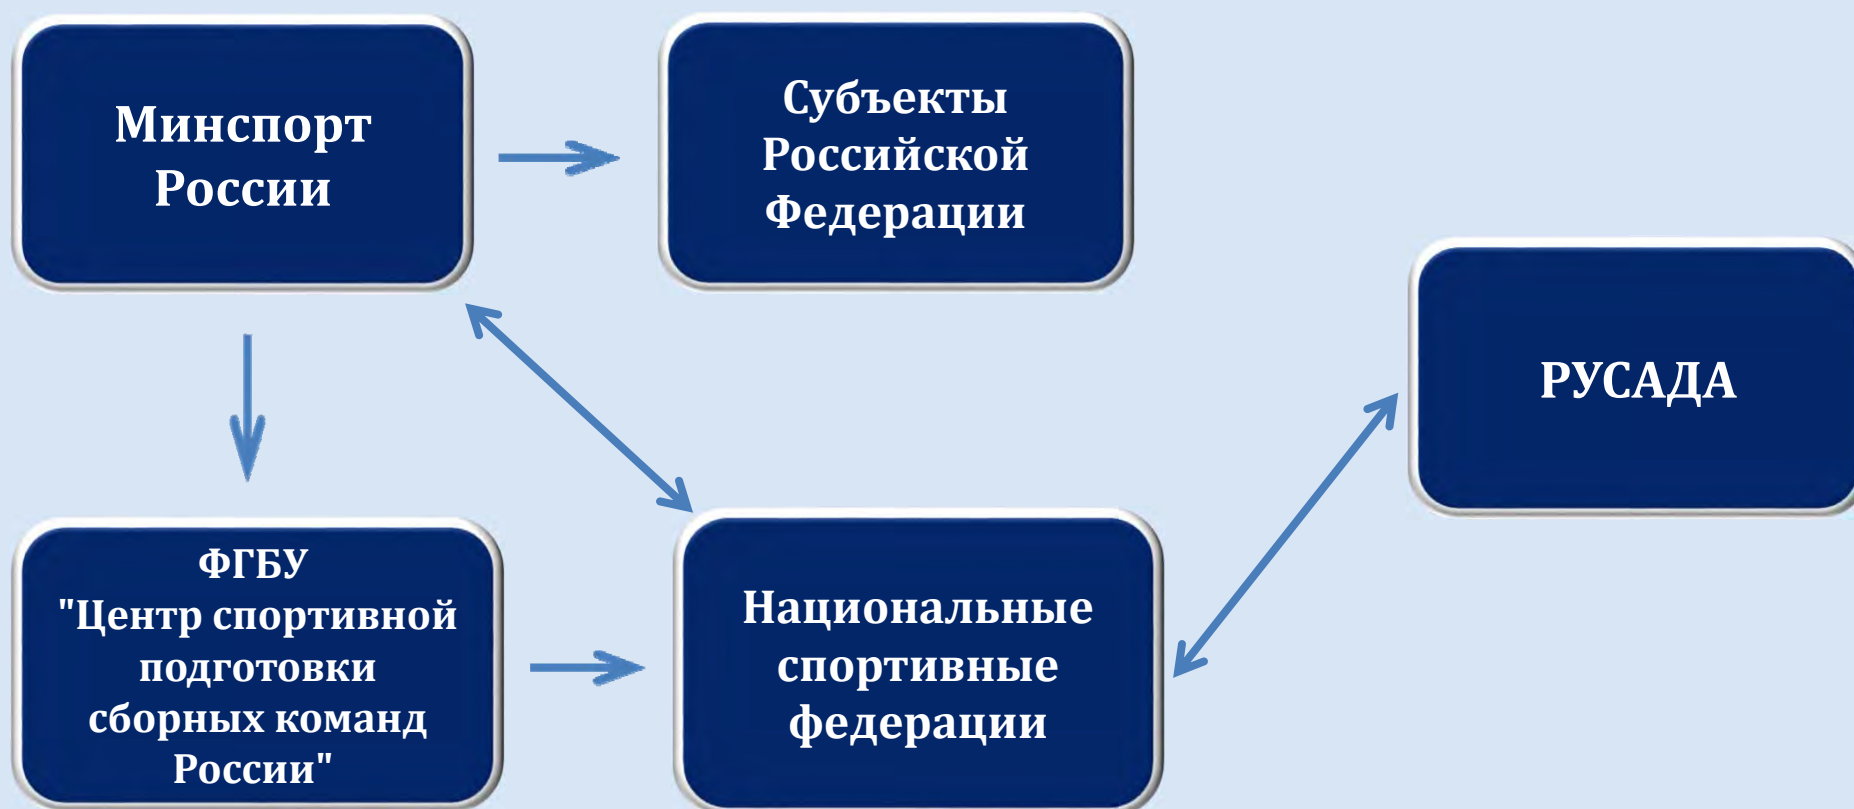 Минспорт
России
Субъекты
Российской
Федерации
РУСАДА
ФГБУ
"Центр спортивной
подготовки
сборных команд
России"
Национальные
спортивные
федерации